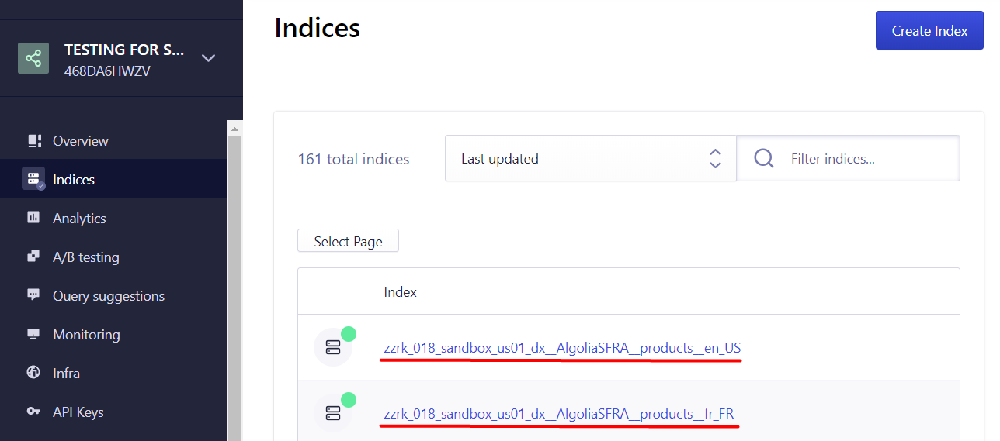 TESTING FOR S...
468DA6HWZV
Overview
Indices
Analytics
A/B testing
Query suggestions
Monitoring
Infra
API Keys
Indices
Create Index
161 total indices
Last updated
Filter indices...
Select Page
Index
zzrk_018_sandbox_us01_dx__AlgoliaSFRA__products__en_US
zzrk_018_sandbox_us01_dx__AlgoliaSFRA__products__fr_FR